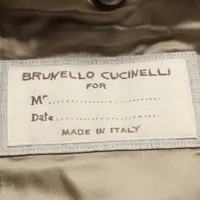 BRUNELLO CUCINELLI
FOR
Mr..........................
Date........................
MADE IN ITALY